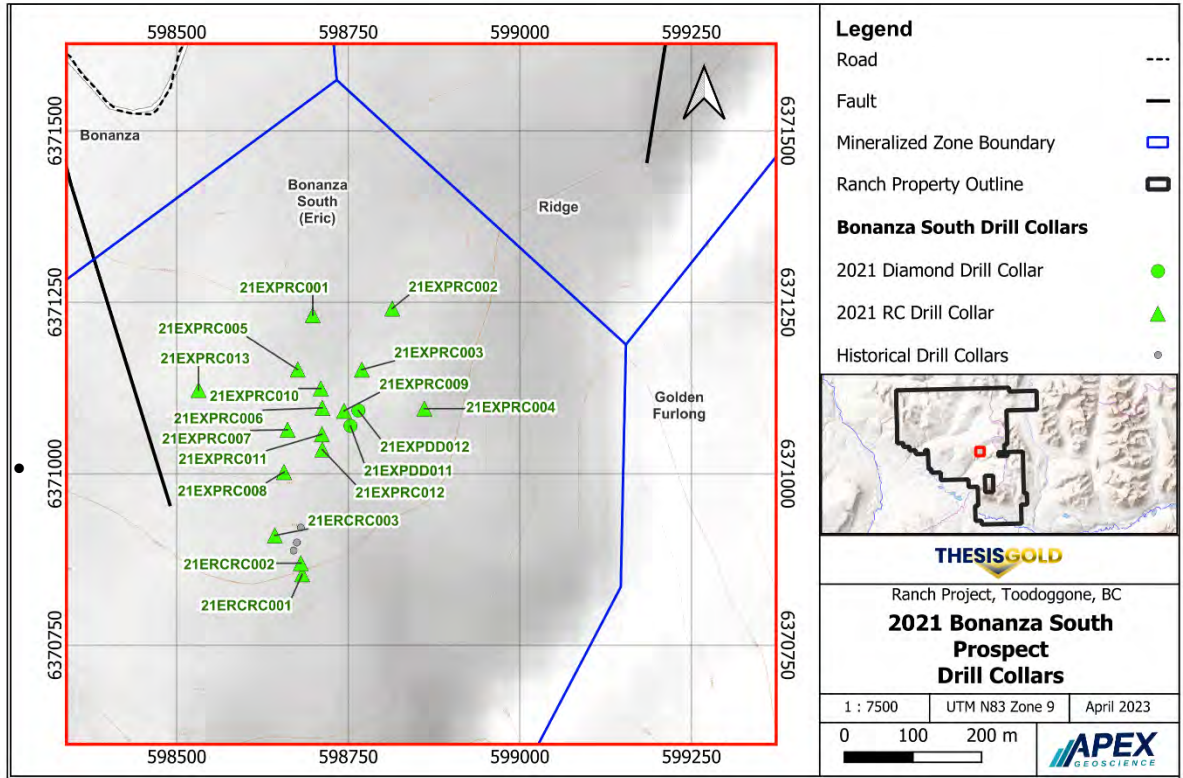 598500 598750 599000 599250
6371500
6371250
6371000
6370750
Bonanza
Bonanza
South
(Eric)
Ridge
Golden
Furlong
21EXPRC001
21EXPRC002
21EXPRC005
21EXPRC013
21EXPRC003
21EXPRC009
21EXPRC010
21EXPRC004
21EXPRC006
21EXPRC007
21EXPDD012
21EXPRC011
21EXPDD011
21EXPRC008
21EXPRC012
21ERCRC003
21ERCRC002
21ERCRC001
6371500
6371250
6371000
6370750
598500 598750 599000 599250
Legend
Road
Fault
Mineralized Zone Boundary
Ranch Property Outline
Bonanza South Drill Collars
2021 Diamond Drill Collar
2021 RC Drill Collar
Historical Drill Collars
THESISGOLD
Ranch Project, Toodoggone, BC
2021 Bonanza South
Prospect
Drill Collars
1 : 7500 UTM N83 Zone 9 April 2023
0 100 200 m
APEX
GEOSCIENCE